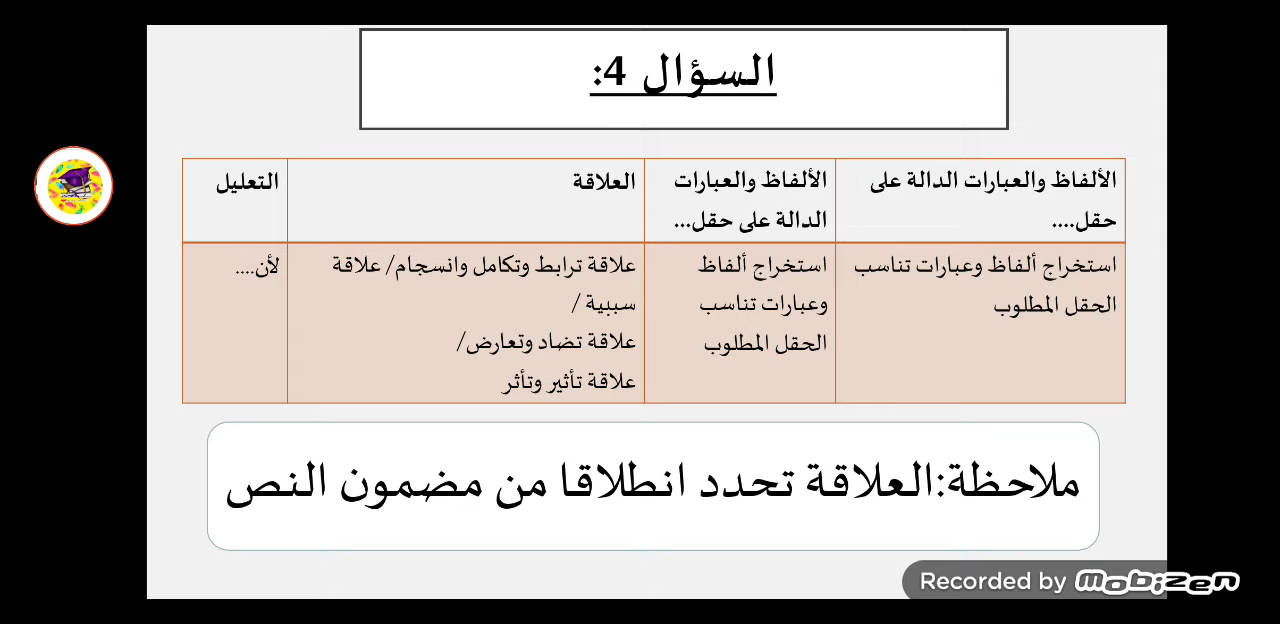 السؤال 4:
الألفاظ والعبارات الدالة على
حقل....
الألفاظ والعبارات
الدالة على حقل...
العلاقة
التعليل
استخراج ألفاظ وعبارات تناسب
الحقل المطلوب
استخراج ألفاظ
وعبارات تناسب
الحقل المطلوب
علاقة ترابط وتكامل وانسجام/ علاقة
سببية /
علاقة تضاد وتعارض/
علاقة تأثير وتأثر
لأن....
ملاحظة:العلاقة تحدد انطلاقا من مضمون النص
Recorded by mobizen